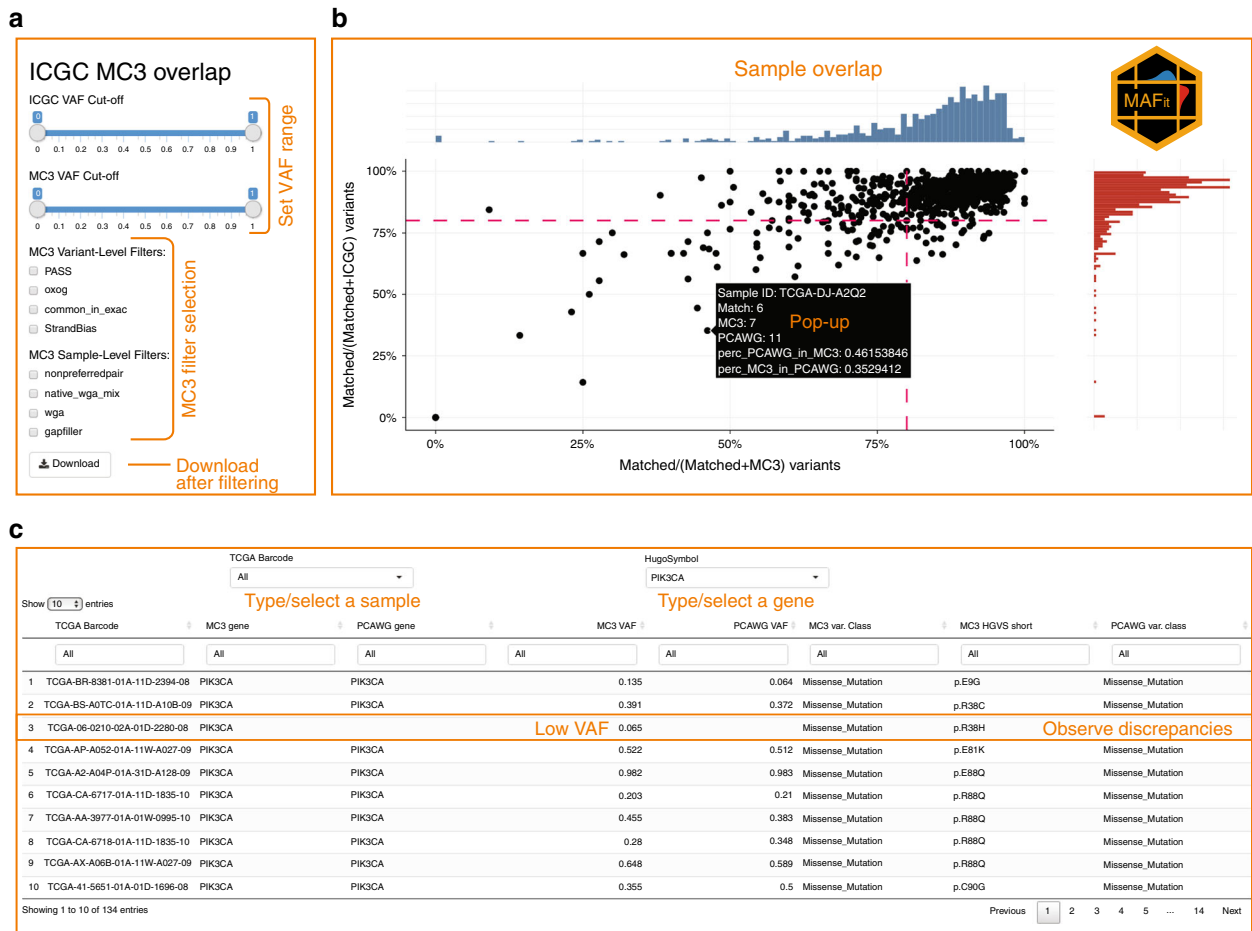 a
ICGC MC3 overlap
ICGC VAF Cut-off
0 1
0 0.1 0.2 0.3 0.4 0.5 0.6 0.7 0.8 0.9 1
MC3 VAF Cut-off
0 1
0 0.1 0.2 0.3 0.4 0.5 0.6 0.7 0.8 0.9 1
Set VAF range
MC3 Variant-Level Filters:
PASS
oxog
common_in_exac
StrandBias
MC3 Sample-Level Filters:
nonpreferredpair
native_wga_mix
wga
gapfiller
MC3 filter selection
Download
Download
after filtering
b
Sample overlap
MAFit
Matched/(Matched+ICGC) variants
100%
75%
50%
25%
0%
Sample ID: TCGA-DJ-A2Q2
Match: 6
MC3: 7
PCAWG: 11
perc_PCAWG_in_MC3: 0.46153846
perc_MC3_in_PCAWG: 0.3529412
Pop-up
0% 25% 50% 75% 100%
Matched/(Matched+MC3) variants
c
TCGA Barcode HugoSymbol
All PIK3CA
Show 10 entries
Type/select a sample Type/select a gene
TCGA Barcode MC3 gene PCAWG gene MC3 VAF PCAWG VAF MC3 var. Class MC3 HGVS short PCAWG var. class
All All All All All All All All
1 TCGA-BR-8381-01A-11D-2394-08 PIK3CA PIK3CA 0.135 0.064 Missense_Mutation p.E9G Missense_Mutation
2 TCGA-BS-A0TC-01A-11D-A10B-09 PIK3CA PIK3CA 0.391 0.372 Missense_Mutation p.R38C Missense_Mutation
3 TCGA-06-0210-02A-01D-2280-08 PIK3CA Low VAF 0.065 Missense_Mutation p.R38H Observe discrepancies
4 TCGA-AP-A052-01A-11W-A027-09 PIK3CA PIK3CA 0.522 0.512 Missense_Mutation p.E81K Missense_Mutation
5 TCGA-A2-A04P-01A-31D-A128-09 PIK3CA PIK3CA 0.982 0.983 Missense_Mutation p.E88Q Missense_Mutation
6 TCGA-CA-6717-01A-11D-1835-10 PIK3CA PIK3CA 0.203 0.21 Missense_Mutation p.R88Q Missense_Mutation
7 TCGA-AA-3977-01A-01W-0995-10 PIK3CA PIK3CA 0.455 0.383 Missense_Mutation p.R88Q Missense_Mutation
8 TCGA-CA-6718-01A-11D-1835-10 PIK3CA PIK3CA 0.28 0.348 Missense_Mutation p.R88Q Missense_Mutation
9 TCGA-AX-A06B-01A-11W-A027-09 PIK3CA PIK3CA 0.648 0.589 Missense_Mutation p.R88Q Missense_Mutation
10 TCGA-41-5651-01A-01D-1696-08 PIK3CA PIK3CA 0.355 0.5 Missense_Mutation p.C90G Missense_Mutation
Showing 1 to 10 of 134 entries
Previous 1 2 3 4 5 ... 14 Next